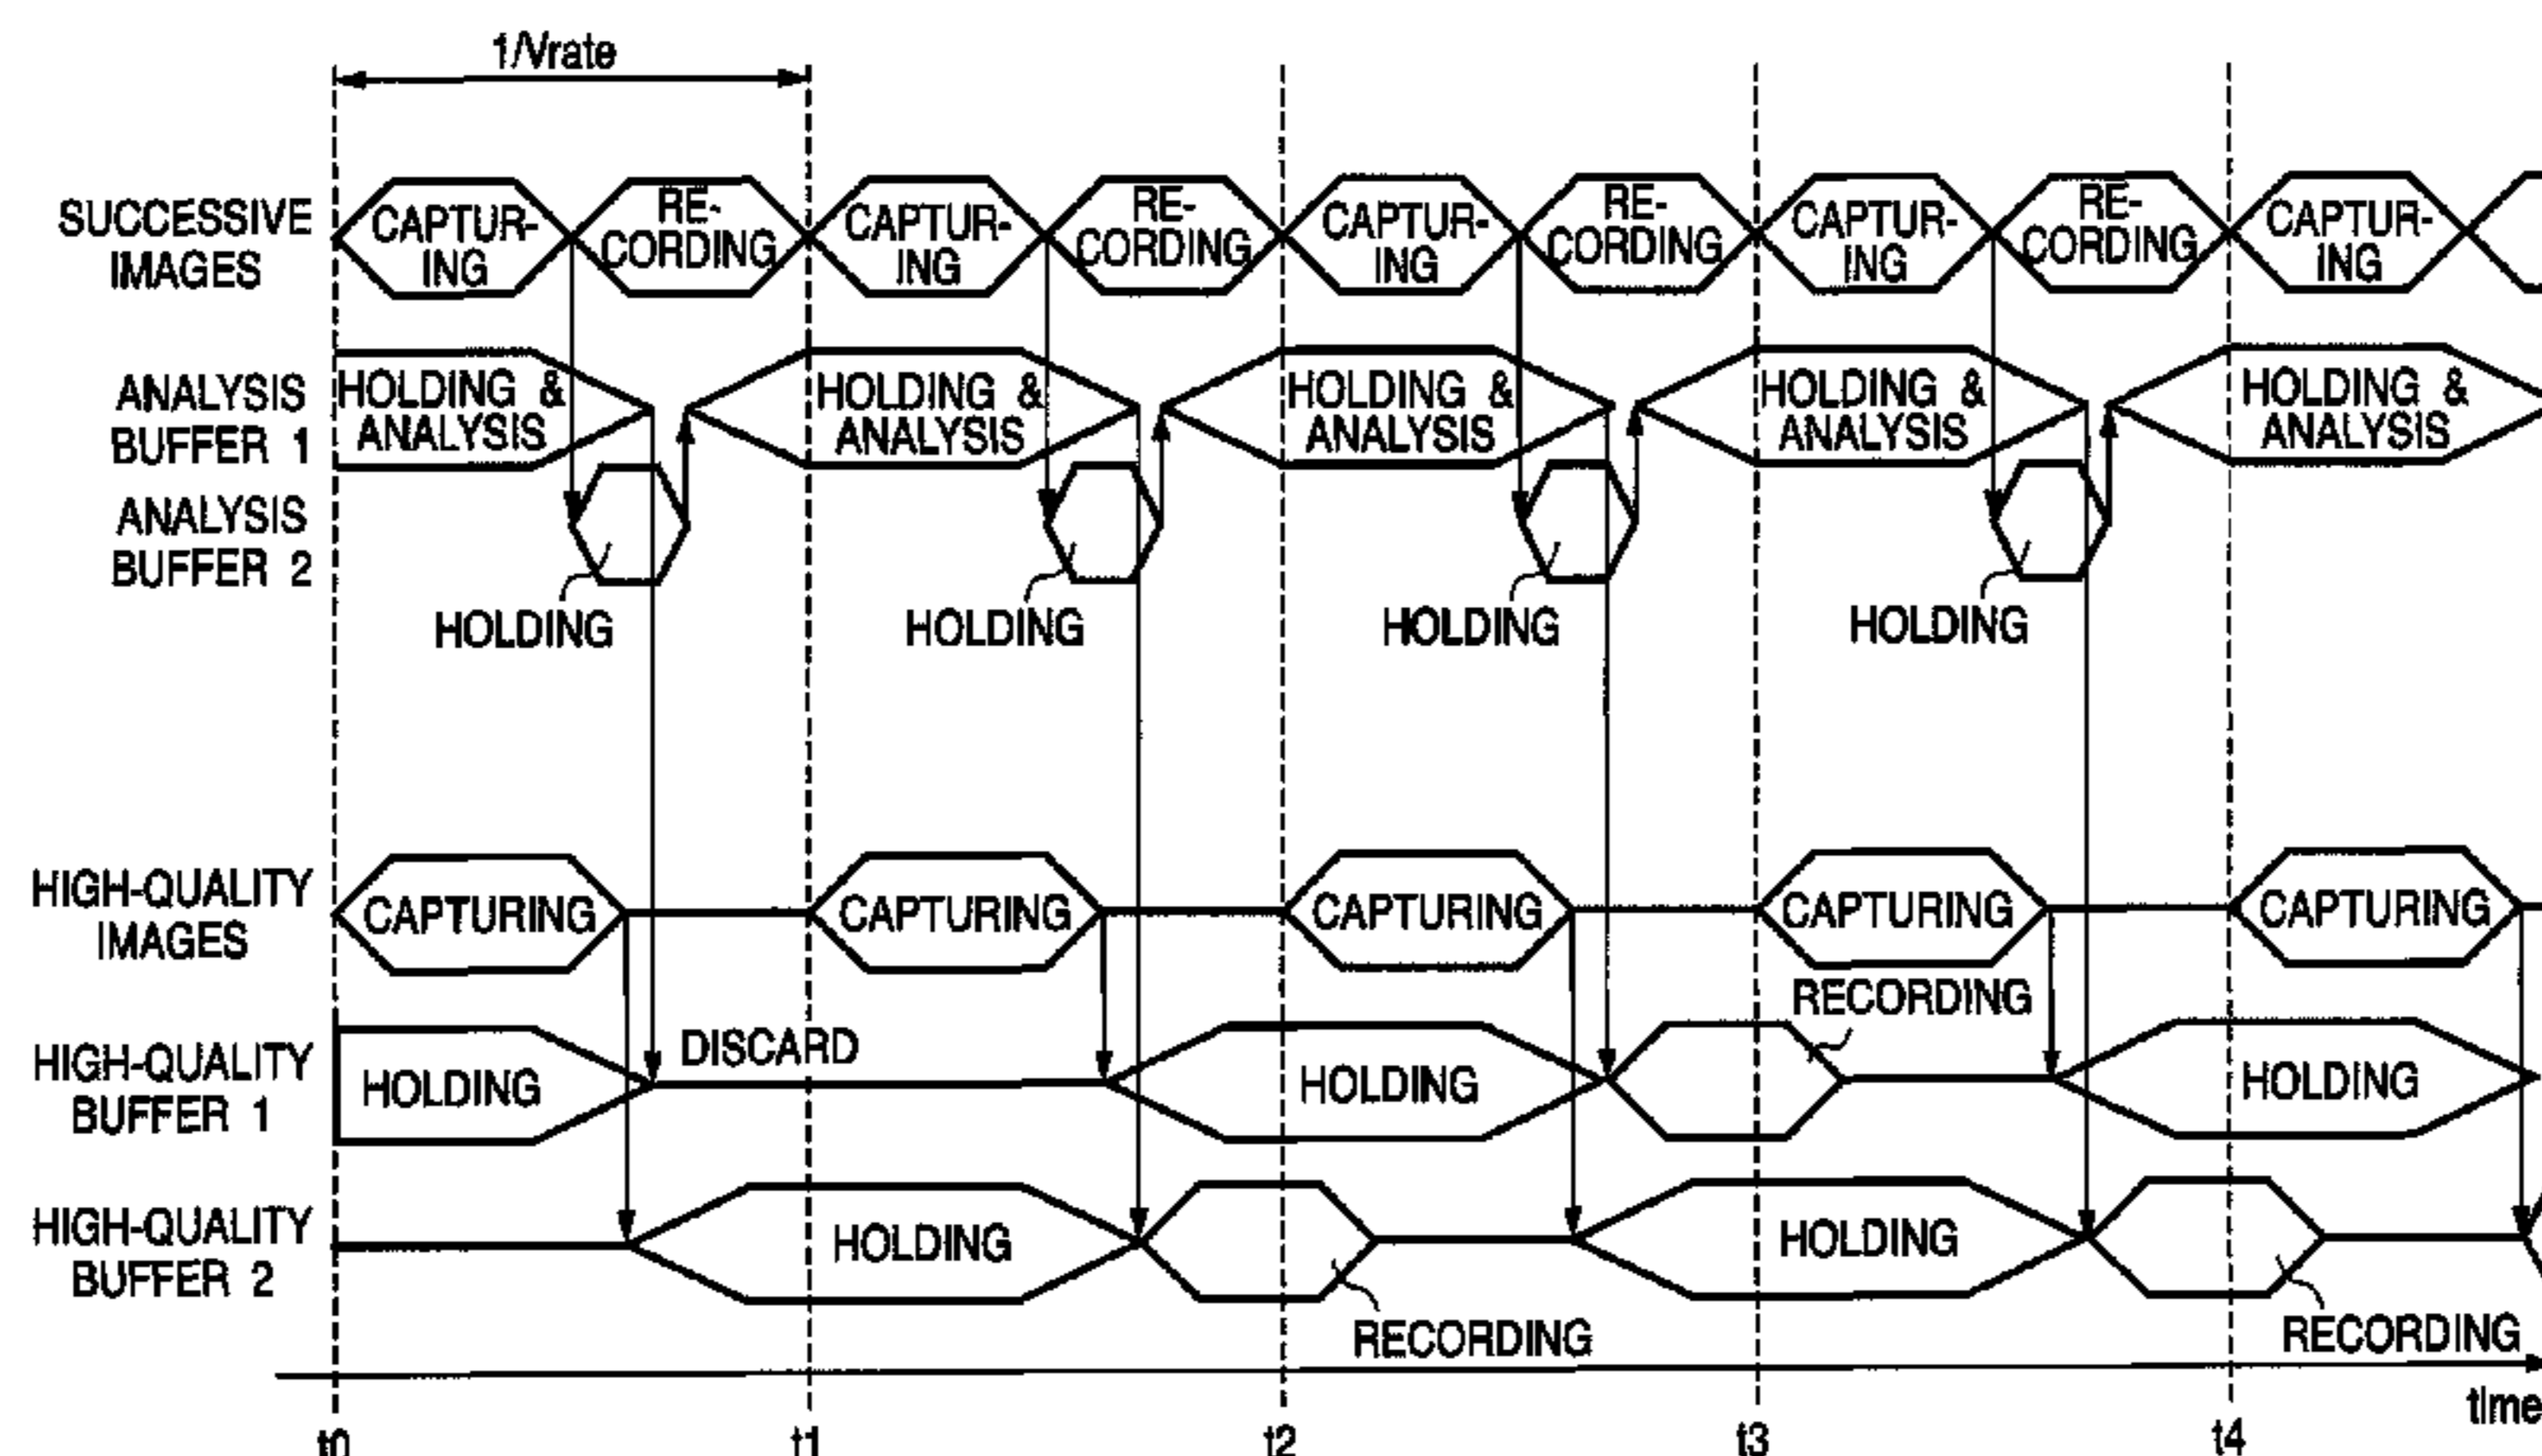 1/Vrate
SUCCESSIVE
IMAGES
CAPTUR-
ING
RE-
CORDING
CAPTUR-
ING
RE-
CORDING
CAPTUR-
ING
RE-
CORDING
CAPTUR-
ING
RE-
CORDING
CAPTUR-
ING
ANALYSIS
BUFFER 1
HOLDING &
ANALYSIS
HOLDING &
ANALYSIS
HOLDING &
ANALYSIS
HOLDING &
ANALYSIS
HOLDING &
ANALYSIS
ANALYSIS
BUFFER 2
HOLDING
HOLDING
HOLDING
HOLDING
HIGH-QUALITY
IMAGES
CAPTURING
CAPTURING
CAPTURING
CAPTURING
CAPTURING
RECORDING
HIGH-QUALITY
BUFFER 1
HOLDING
DISCARD
HOLDING
HOLDING
HIGH-QUALITY
BUFFER 2
HOLDING
RECORDING
HOLDING
RECORDING
time
t0
t1
t2
t3
t4